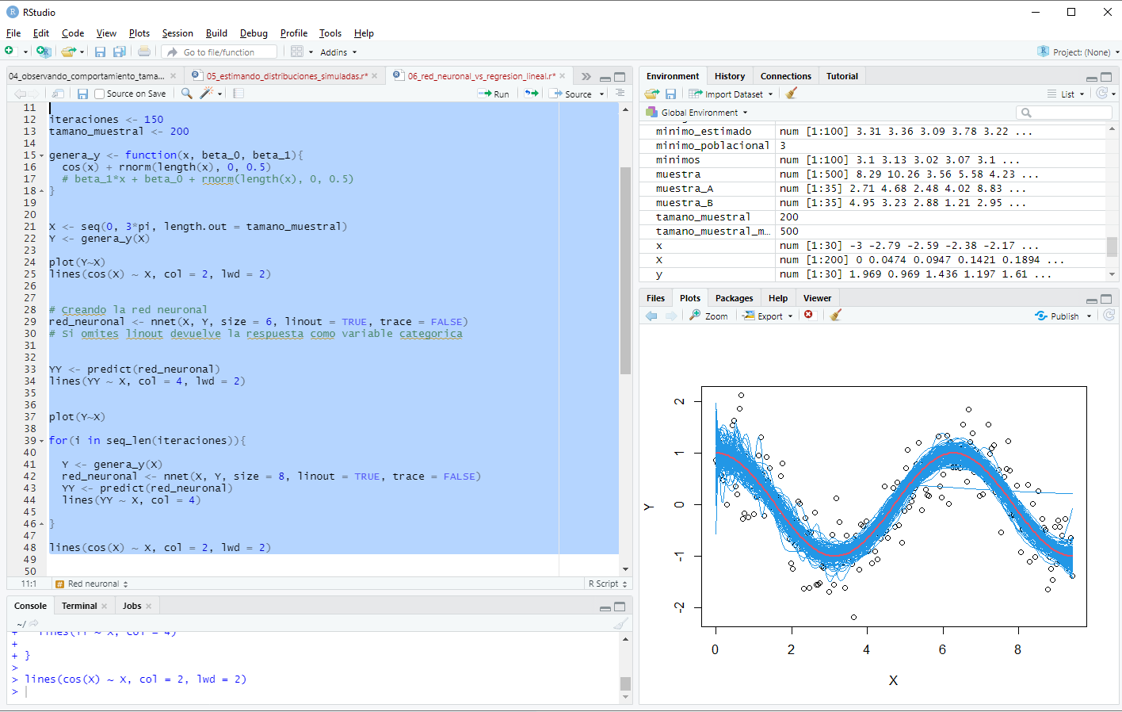 RStudio
File Edit Code View Plots Session Build Debug Profile Tools Help
Go to file/function
Addins
Project: (None)
04_observando_comportamiento_tama...
05_estimando_distribuciones_simuladas.r*
06_red_neuronal_vs_regresion_lineal.r*
Source on Save
Run
Source
11
12 iteraciones <- 150
13 tamano_muestral <- 200
14
15 genera_y <- function(x, beta_0, beta_1){
16 cos(x) + rnorm(length(x), 0, 0.5)
17 # beta_1*x + beta_0 + rnorm(length(x), 0, 0.5)
18 }
19
20
21 X <- seq(0, 3*pi, length.out = tamano_muestral)
22 Y <- genera_y(X)
23
24 plot(Y~X)
25 lines(cos(X) ~ X, col = 2, lwd = 2)
26
27
28 # Creando la red neuronal
29 red_neuronal <- nnet(X, Y, size = 6, linout = TRUE, trace = FALSE)
30 # Si omites linout devuelve la respuesta como variable categorica
31
32
33 YY <- predict(red_neuronal)
34 lines(YY ~ X, col = 4, lwd = 2)
35
36
37 plot(Y~X)
38
39 for(i in seq_len(iteraciones)){
40
41 Y <- genera_y(X)
42 red_neuronal <- nnet(X, Y, size = 8, linout = TRUE, trace = FALSE)
43 YY <- predict(red_neuronal)
44 lines(YY ~ X, col = 4)
45
46 }
47
48 lines(cos(X) ~ X, col = 2, lwd = 2)
49
50
11:1 # Red neuronal R Script
Console Terminal Jobs
~/
+ lines(YY ~ X, col = 4)
+
+ }
>
> lines(cos(X) ~ X, col = 2, lwd = 2)
>
Environment History Connections Tutorial
Import Dataset
List
Global Environment
minimo_estimado num [1:100] 3.31 3.36 3.09 3.78 3.22 ...
minimo_poblacional 3
minimos num [1:100] 3.1 3.13 3.02 3.07 3.1 ...
muestra num [1:500] 8.29 10.26 3.56 5.58 4.23 ...
muestra_A num [1:35] 2.71 4.68 2.48 4.02 8.83 ...
muestra_B num [1:35] 4.95 3.23 2.88 1.21 2.95 ...
tamano_muestral 200
tamano_muestral_m... 500
x num [1:30] -3 -2.79 -2.59 -2.38 -2.17 ...
X num [1:200] 0 0.0474 0.0947 0.1421 0.1894 ...
y num [1:30] 1.969 0.969 1.436 1.197 1.61 ...
Files Plots Packages Help Viewer
Zoom
Export
Publish
2
1
0
-1
-2
Y
0 2 4 6 8
X